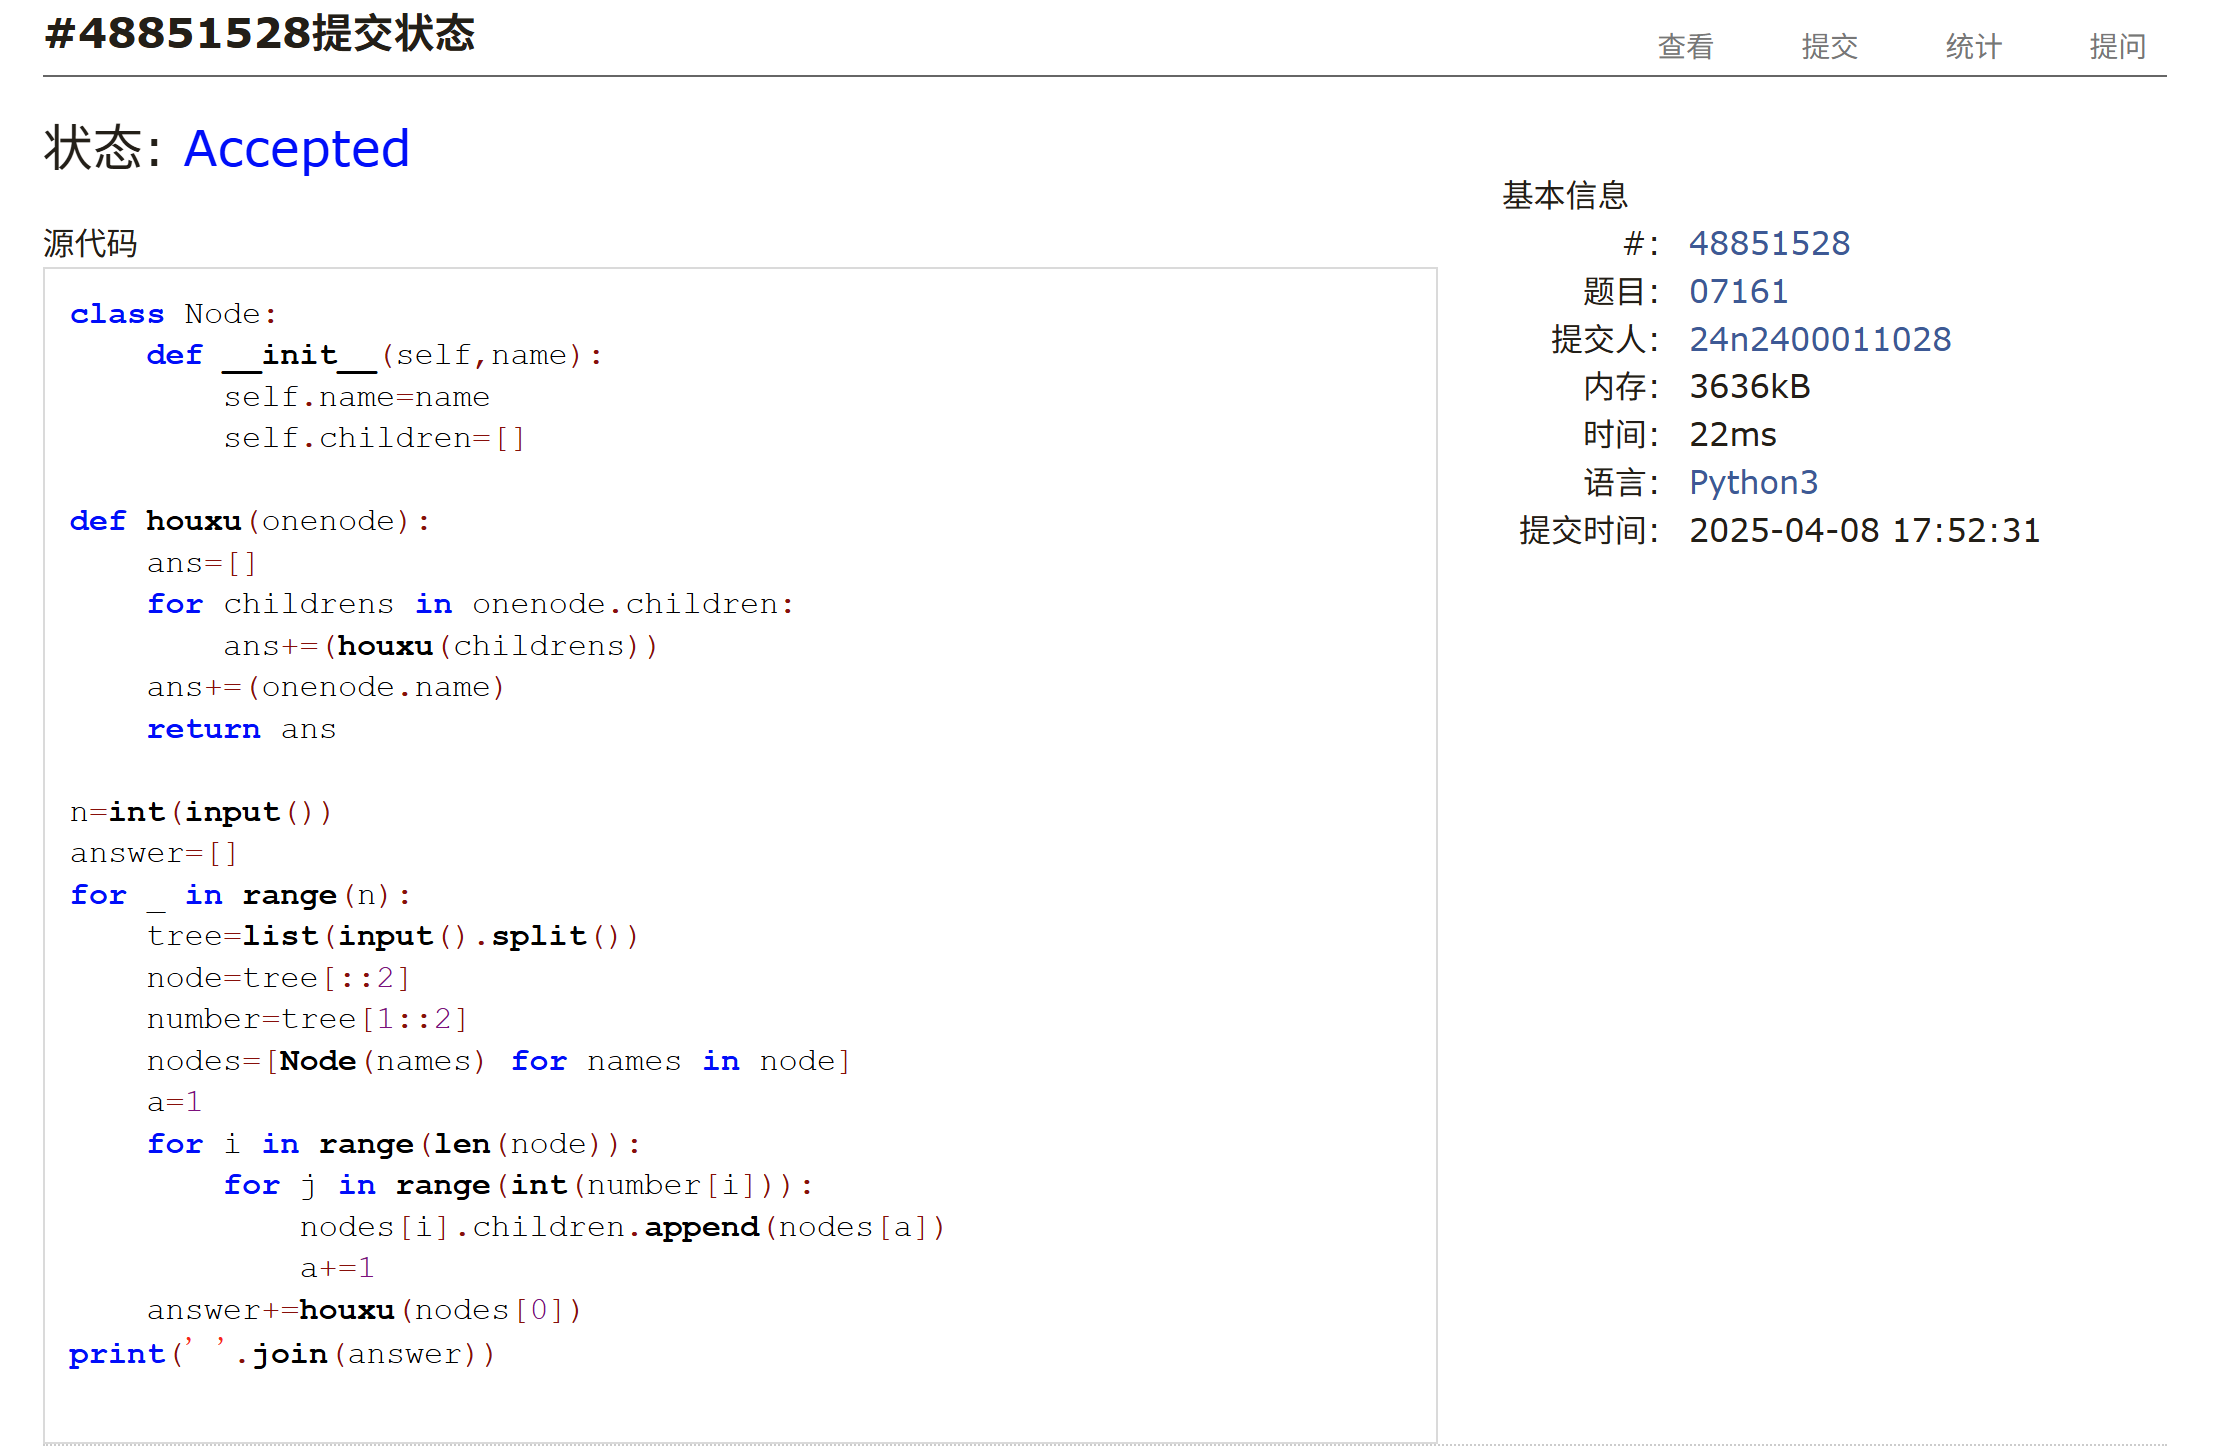 #48851528提交状态
查看 提交 统计 提问
状态: Accepted
源代码
class Node:
    def __init__(self,name):
        self.name=name
        self.children=[]

def houxu(onenode):
    ans=[]
    for childrens in onenode.children:
        ans+=(houxu(childrens))
    ans+=(onenode.name)
    return ans

n=int(input())
answer=[]
for _ in range(n):
    tree=list(input().split())
    node=tree[::2]
    number=tree[1::2]
    nodes=[Node(names) for names in node]
    a=1
    for i in range(len(node)):
        for j in range(int(number[i])):
            nodes[i].children.append(nodes[a])
            a+=1
    answer+=houxu(nodes[0])
print(' '.join(answer))
基本信息
#: 48851528
题目: 07161
提交人: 24n2400011028
内存: 3636kB
时间: 22ms
语言: Python3
提交时间: 2025-04-08 17:52:31